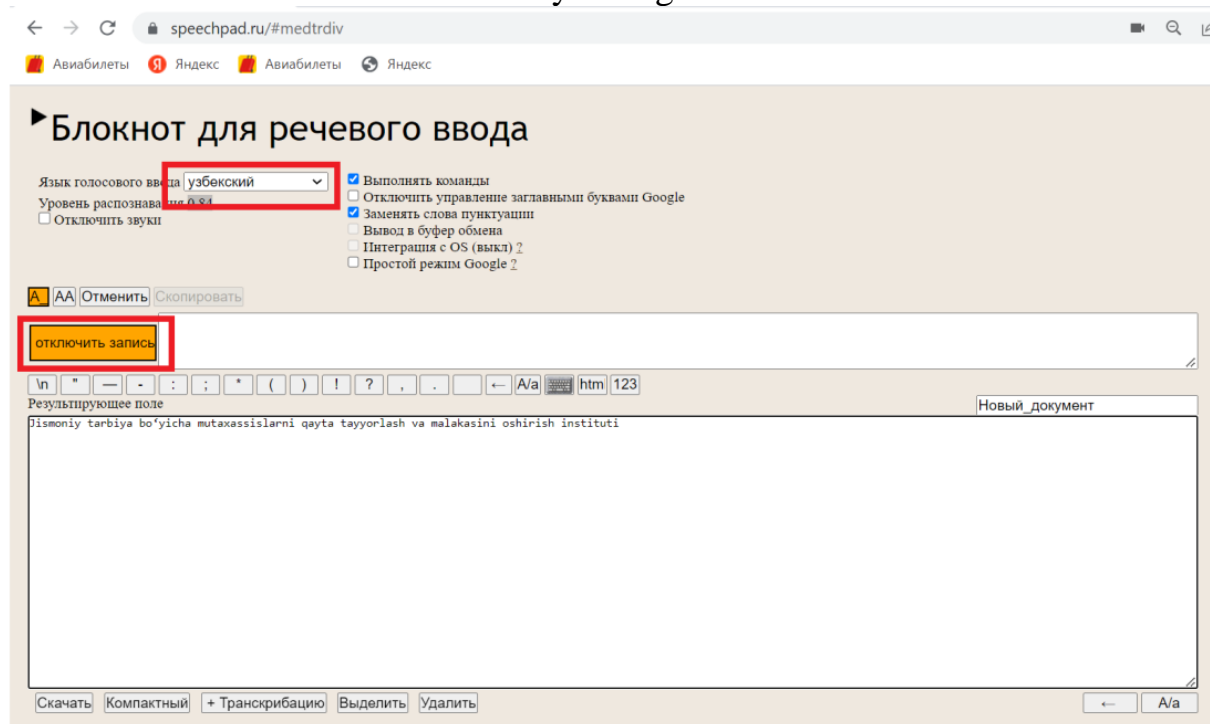 speechpad.ru/#medtrdiv
Авиабилеты Яндекс Авиабилеты Яндекс
Блокнот для речевого ввода
Язык голосового ввода узбекский
Уровень распознавания 0.84
Отключить звуки
Выполнять команды
Отключить управление заглавными буквами Google
Заменять слова пунктуации
Вывод в буфер обмена
Интеграция с OS (выкл) ?
Простой режим Google ?
A_ AA Отменить Скопировать
отключить запись
\n " — - : ; ' ( ) ! ? , . ← A/a htm 123
Результирующее поле
Новый_документ
Jismoniy tarbiya bo‘yicha mutaxassislarni qayta tayyorlash va malakasini oshirish instituti
Скачать Компактный + Транскрибацию Выделить Удалить ← A/a